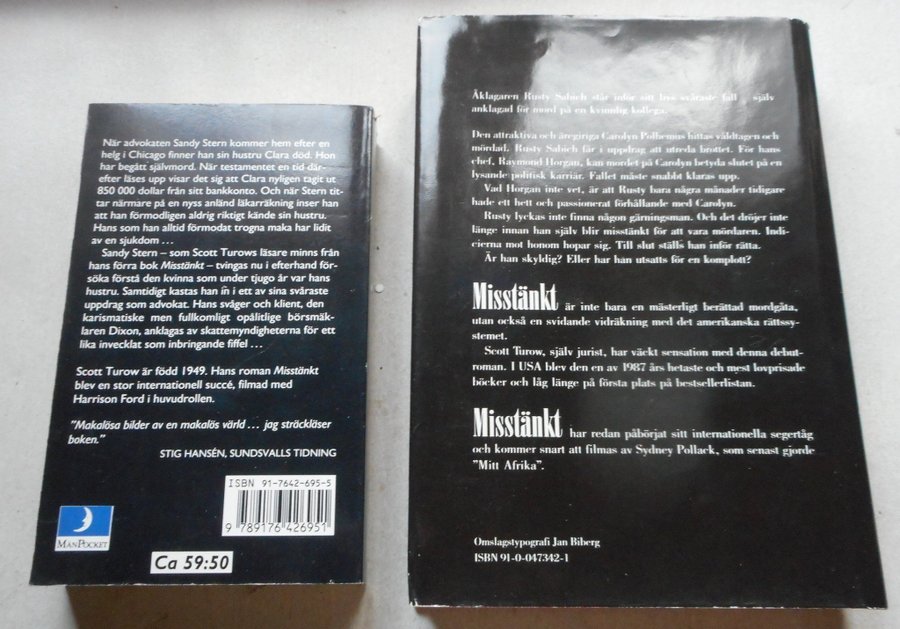 När advokaten Sandy Stern kommer hem efter en
helg i Chicago finner han sin hustru Clara död. Hon
har begått självmord. När testamentet en tid där-
efter läses upp visar det sig att Clara nyligen tagit ut
850 000 dollar från sitt bankkonto. Och när Stern tit-
tar närmare på en nyss anländ läkarräkning inser han
att han förmodligen aldrig riktigt kände sin hustru.
Hans som han alltid förmodat trogna maka har lidit
av en sjukdom ...
Sandy Stern – som Scott Turows läsare minns från
hans förra bok Misstänkt – tvingas nu i efterhand för-
söka förstå den kvinna som under tjugo år var hans
hustru. Samtidigt kastas han in i ett av sina svåraste
uppdrag som advokat. Hans svåger och klient, den
karismatiske men fullkomligt opålitlige börsmäk-
laren Dixon, anklagas av skattemyndigheterna för ett
lika invecklat som inbringande fiffel ...
Scott Turow är född 1949. Hans roman Misstänkt
blev en stor internationell succé, filmad med
Harrison Ford i huvudrollen.
"Makalösa bilder av en makalös värld ... jag sträckläser
boken."
STIG HANSÉN, SUNDSVALLS TIDNING
ISBN 91-7642-695-5
9 789176 426951
MånPocket
Ca 59:50
Åklagaren Rusty Sabich står inför sitt livs svåraste fall – själv
anklagad för mord på en kvinnlig kollega.
Den attraktiva och äregiriga Carolyn Polhemus hittas våldtagen och
mördad. Rusty Sabich får i uppdrag att utreda brottet. För hans
chef, Raymond Horgan, kan mordet på Carolyn betyda slutet på en
lysande politisk karriär. Fallet måste snabbt klaras upp.
Vad Horgan inte vet, är att Rusty bara några månader tidigare
hade ett hett och passionerat förhållande med Carolyn.
Rusty lyckas inte finna någon gärningsman. Och det dröjer inte
länge innan han själv blir misstänkt för att vara mördaren. Indi-
cierna mot honom hopar sig. Till slut ställs han inför rätta.
Är han skyldig? Eller har han utsatts för en komplott?
Misstänkt är inte bara en mästerligt berättad mordgåta,
utan också en svidande vidräkning med det amerikanska rättssy-
stemet.
Scott Turow, själv jurist, har väckt sensation med denna debut-
roman. I USA blev den en av 1987 års hetaste och mest lovprisade
böcker och låg länge på första plats på bestsellerlistan.
Misstänkt har redan påbörjat sitt internationella segertåg
och kommer snart att filmas av Sydney Pollack, som senast gjorde
"Mitt Afrika".
Omslagstypografi Jan Biberg
ISBN 91-0-047342-1